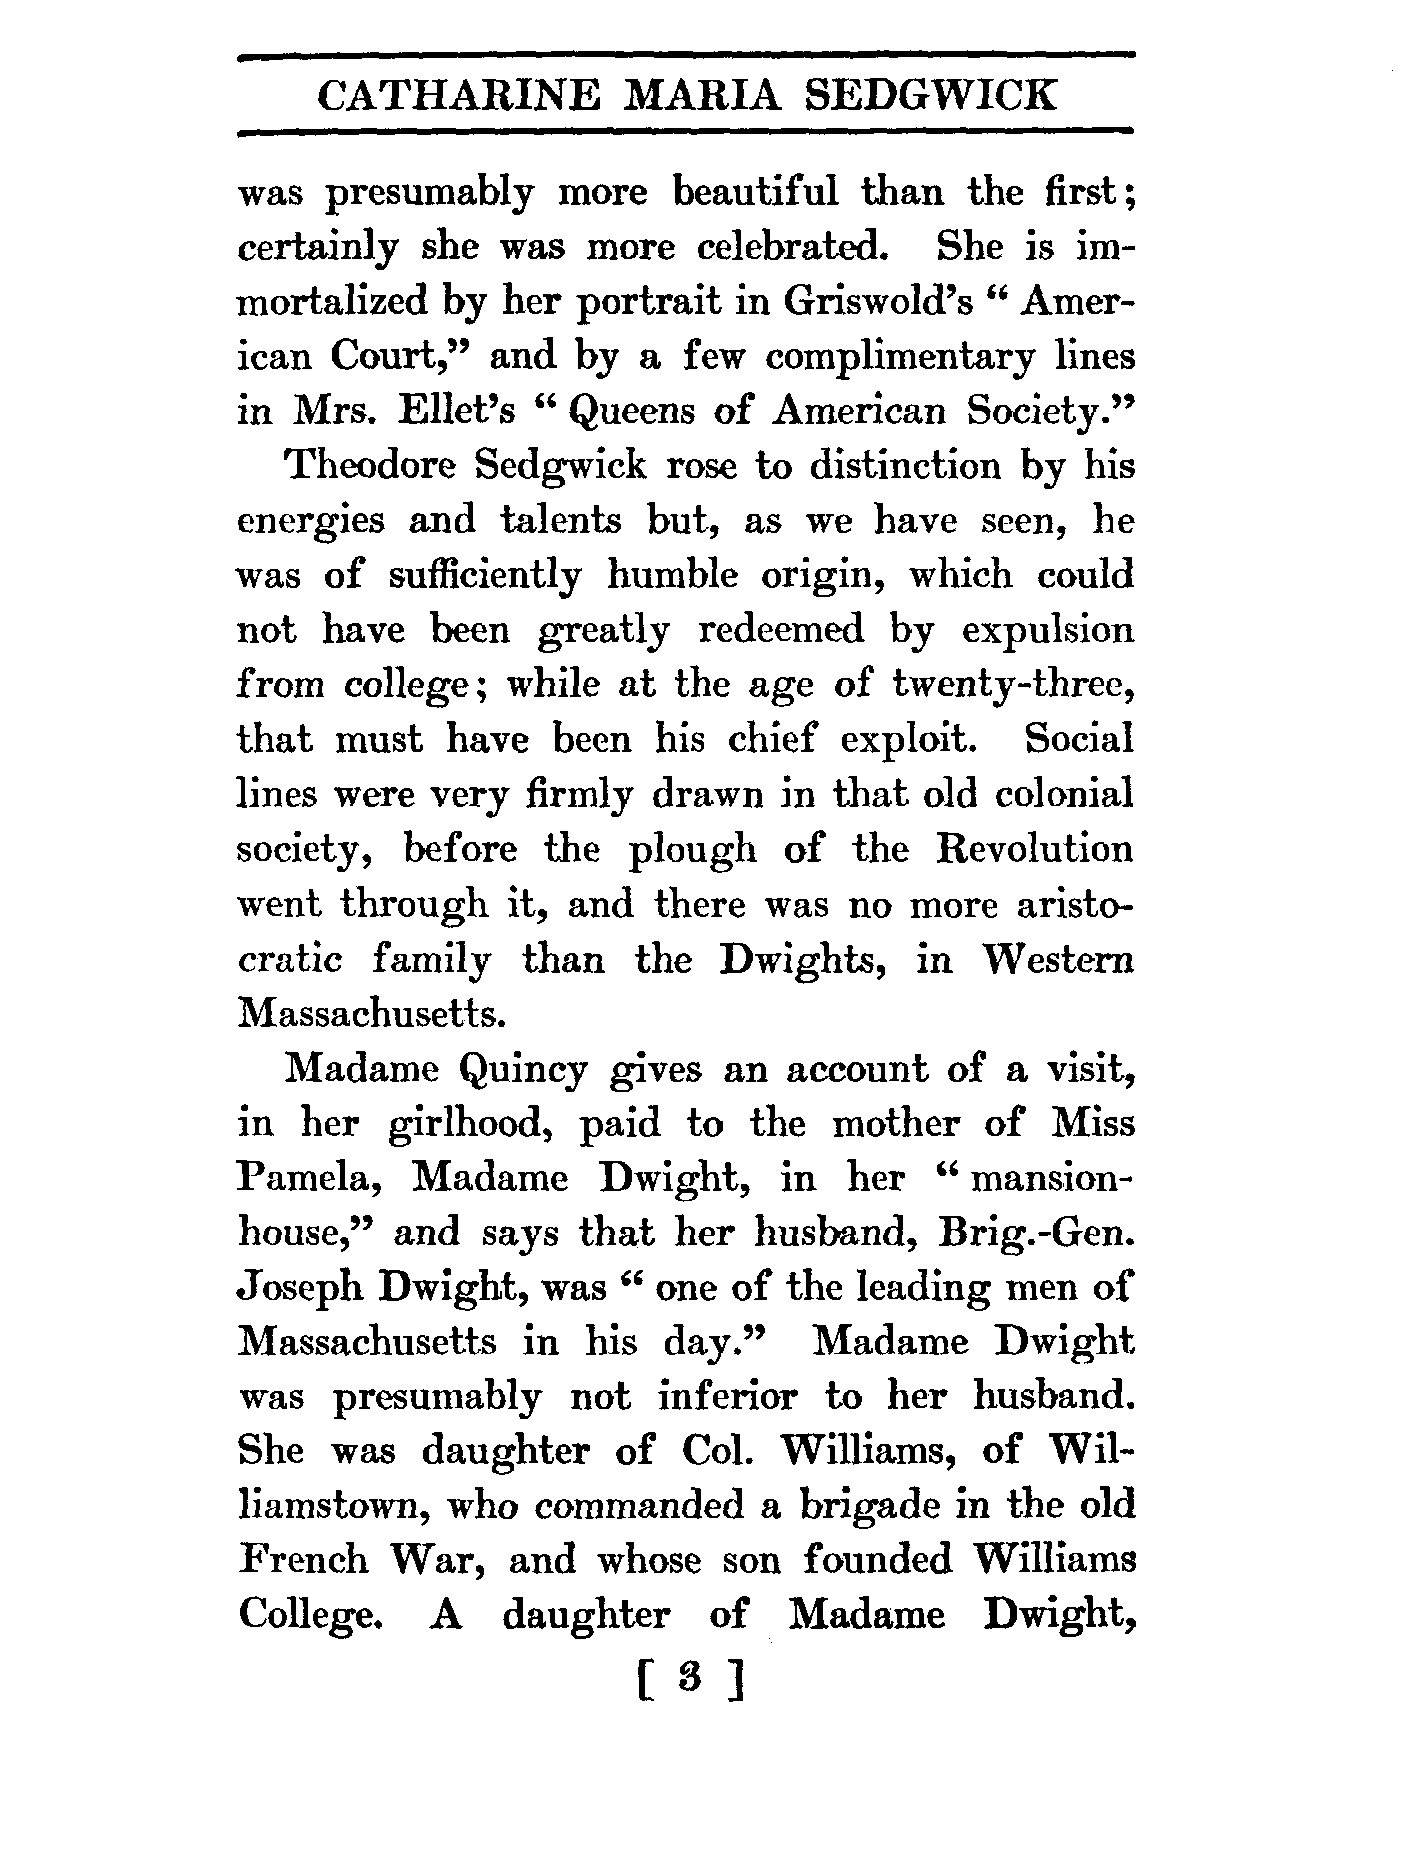 CATHARINE MARIA SEDGWICK
was presumably more beautiful than the first;
certainly she was more celebrated. She is im-
mortalized by her portrait in Griswold's “ Amer-
ican Court,” and by a few complimentary lines
in Mrs. Ellet's “ Queens of American Society.”
Theodore Sedgwick rose to distinction by his
energies and talents but, as we have seen, he
was of sufficiently humble origin, which could
not have been greatly redeemed by expulsion
from college; while at the age of twenty-three,
that must have been his chief exploit. Social
lines were very firmly drawn in that old colonial
society, before the plough of the Revolution
went through it, and there was no more aristo-
cratic family than the Dwights, in Western
Massachusetts.
Madame Quincy gives an account of a visit,
in her girlhood, paid to the mother of Miss
Pamela, Madame Dwight, in her “ mansion-
house,” and says that her husband, Brig.-Gen.
Joseph Dwight, was “ one of the leading men of
Massachusetts in his day.” Madame Dwight
was presumably not inferior to her husband.
She was daughter of Col. Williams, of Wil-
liamstown, who commanded a brigade in the old
French War, and whose son founded Williams
College. A daughter of Madame Dwight,
[ 3 ]